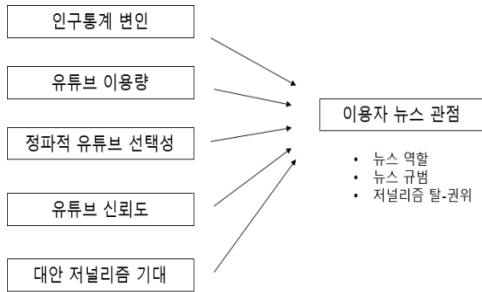 인구통계 변인
유튜브 이용량
정파적 유튜브 선택성
유튜브 신뢰도
대안 저널리즘 기대
이용자 뉴스 관점
• 뉴스 역할
• 뉴스 규범
• 저널리즘 탈-권위